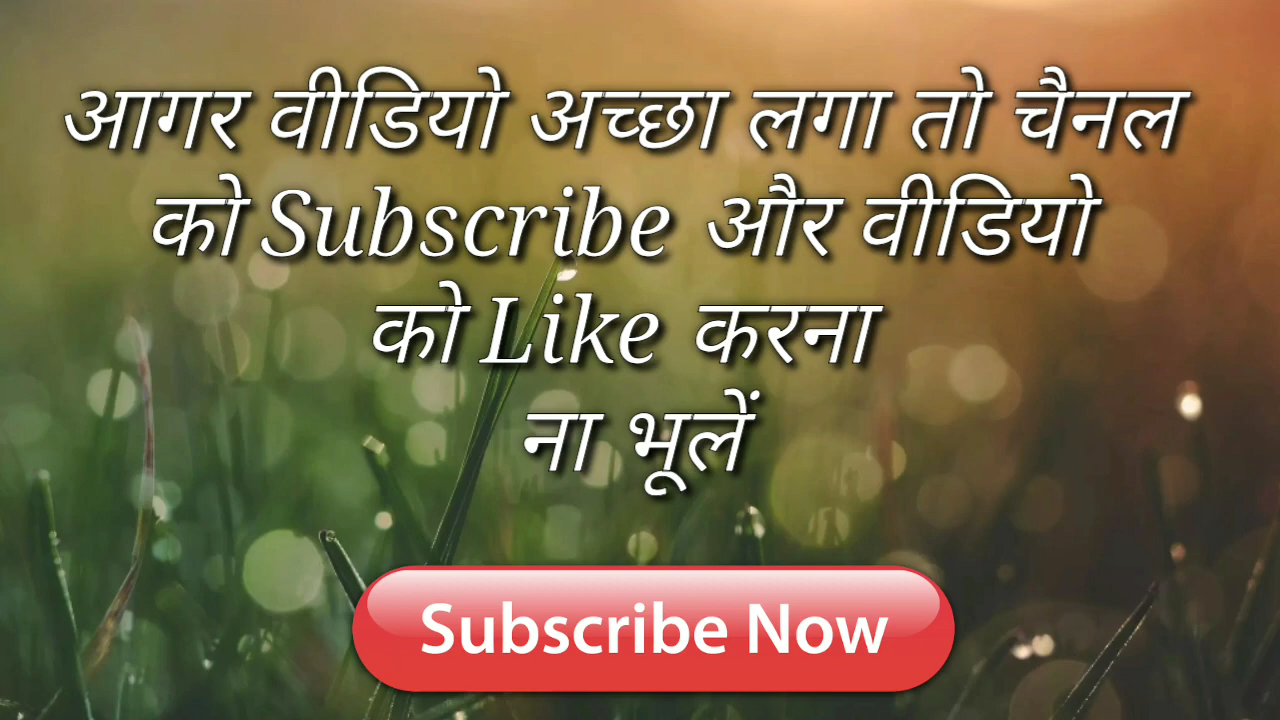 आगर वीडियो अच्छा लगा तो चैनल
को Subscribe और वीडियो
को Like करना
ना भूलें
Subscribe Now